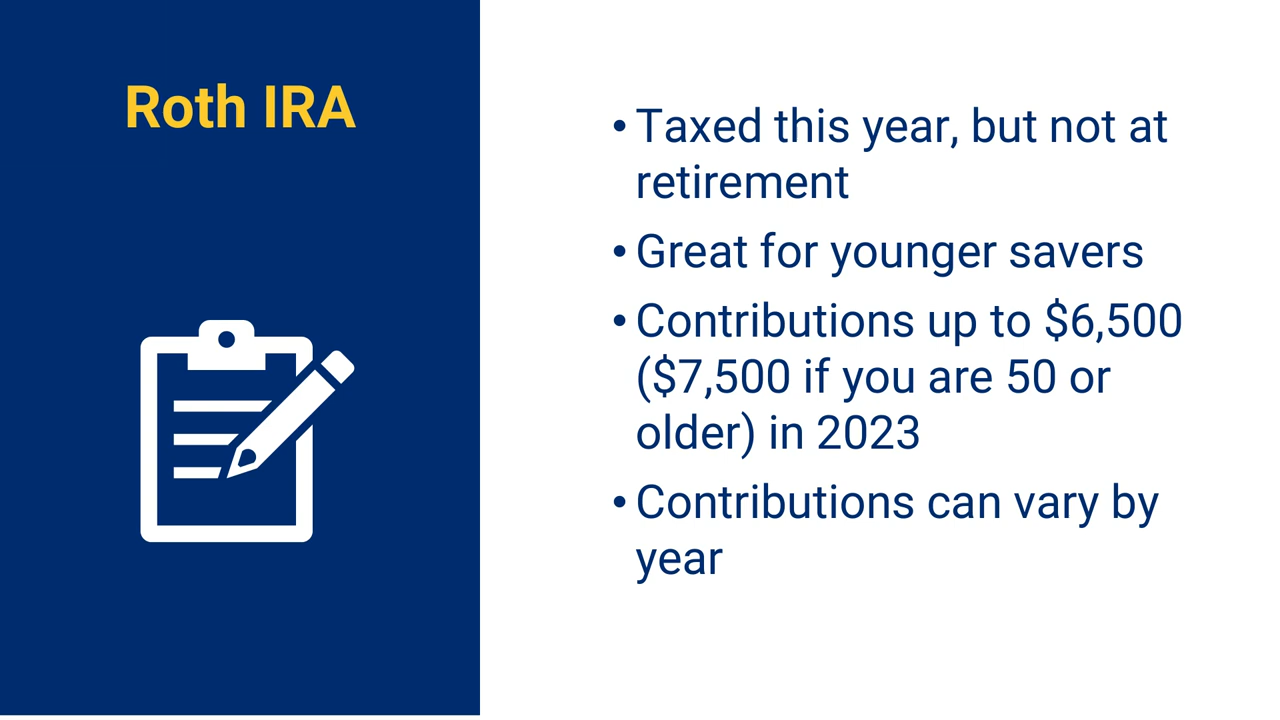 Roth IRA
• Taxed this year, but not at
retirement
• Great for younger savers
• Contributions up to $6,500
($7,500 if you are 50 or
older) in 2023
• Contributions can vary by
year